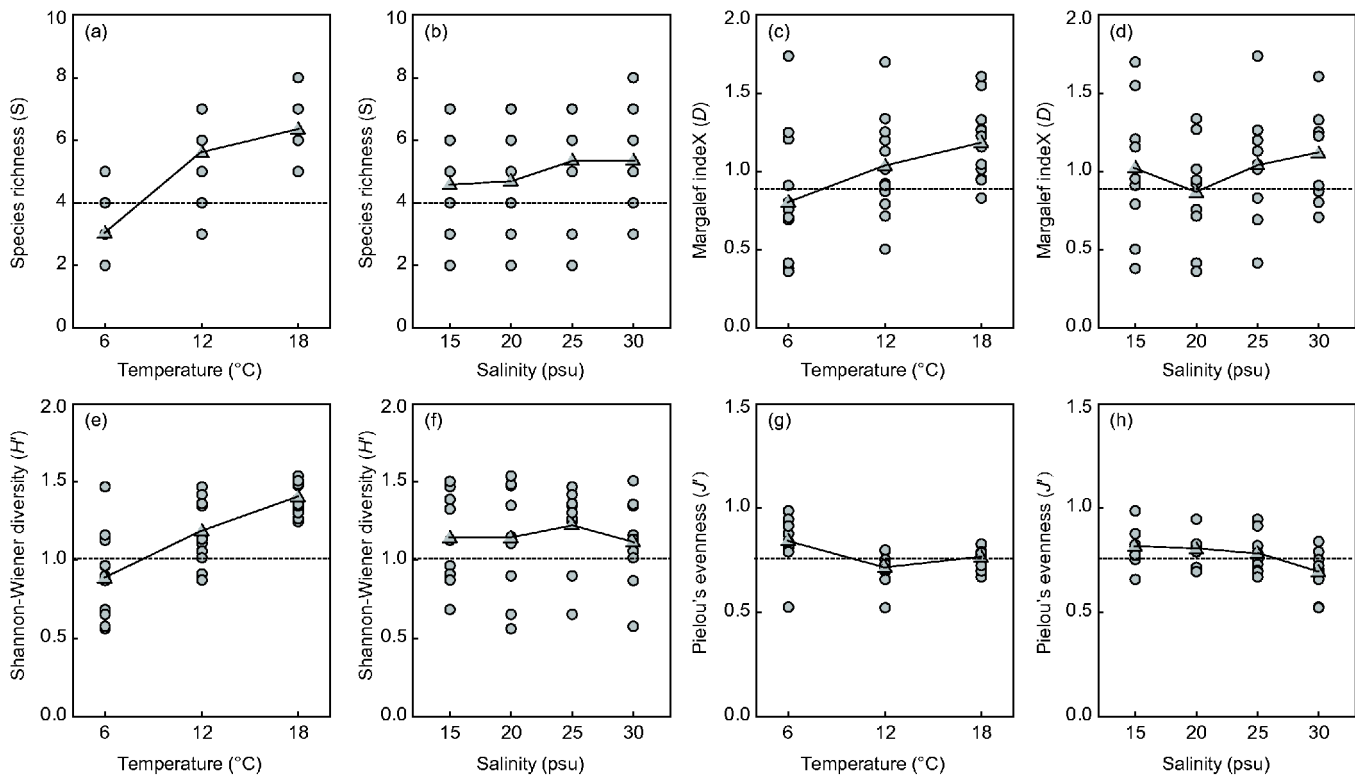 (a)
Species richness (S)
10
8
6
4
2
0
6 12 18
Temperature (°C)
(b)
Species richness (S)
10
8
6
4
2
0
15 20 25 30
Salinity (psu)
(c)
Margalef indeX (D)
2.0
1.5
1.0
0.5
0.0
6 12 18
Temperature (°C)
(d)
Margalef indeX (D)
2.0
1.5
1.0
0.5
0.0
15 20 25 30
Salinity (psu)
(e)
Shannon-Wiener diversity (H')
2.0
1.5
1.0
0.5
0.0
6 12 18
Temperature (°C)
(f)
Shannon-Wiener diversity (H')
2.0
1.5
1.0
0.5
0.0
15 20 25 30
Salinity (psu)
(g)
Pielou's evenness (J')
1.5
1.0
0.5
0.0
6 12 18
Temperature (°C)
(h)
Pielou's evenness (J')
1.5
1.0
0.5
0.0
15 20 25 30
Salinity (psu)